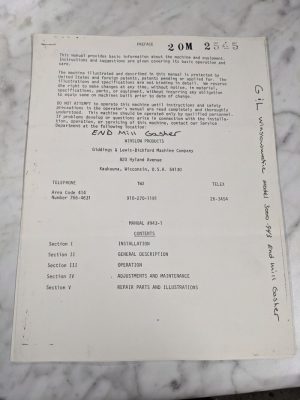 PREFACE
20M 2545
This manual provides basic information about the machine and equipment.
Instructions and suggestions are given covering its basic operation and
care.
The machine illustrated and described in this manual is protected by
United States and foreign patents, patents pending or applied for. The
illustrations and specifications are not binding in detail. We reserve
the right to make changes at any time, without notice, in material,
specifications, parts, or equipment, without incurring any obligation
to equip same on machines built prior to date of change.
DO NOT ATTEMPT to operate this machine until instructions and safety
precautions in the operator's manual are read completely and thoroughly
understood. This machine should be operated only by qualified personnel.
If problems develop or questions arise in connection with the installa-
tion, operation, or servicing of this machine, contact our Service
Department at the following location:
END Mill Gasher
WINSLOW PRODUCTS
Giddings & Lewis-Bickford Machine Company
820 Hyland Avenue
Kaukauna, Wisconsin, U.S.A. 54130
TELEPHONE TWX TELEX
Area Code 414
Number 766-4631 910-270-1105 26-3454
MANUAL #943-1
CONTENTS
Section I INSTALLATION
Section II GENERAL DESCRIPTION
Section III OPERATION
Section IV ADJUSTMENTS AND MAINTENANCE
Section V REPAIR PARTS AND ILLUSTRATIONS
G&L Winslowmatic model 3000-943 End mill Gasher